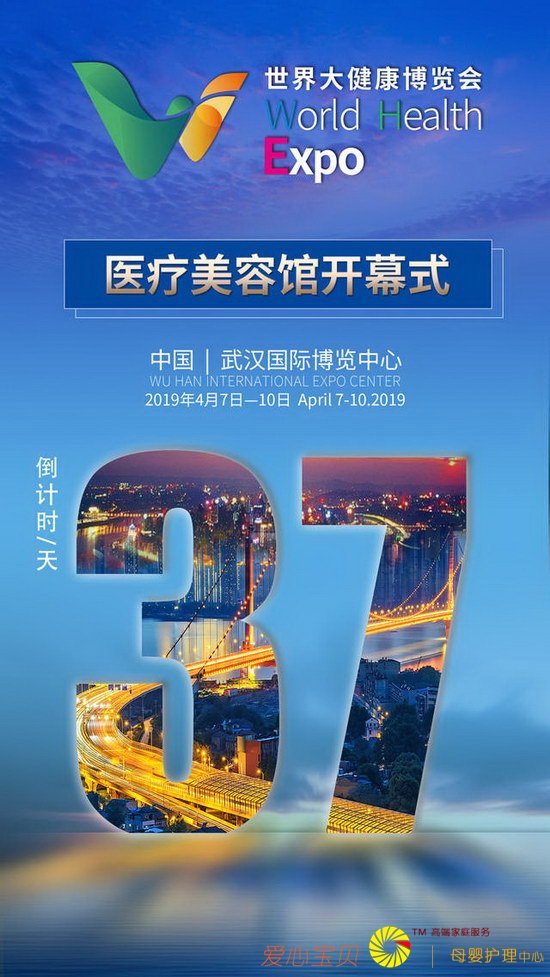 世界大健康博览会
World Health
Expo
医疗美容馆开幕式
中国 | 武汉国际博览中心
WU HAN INTERNATIONAL EXPO CENTER
2019年4月7日—10日 April 7-10.2019
倒计时/天
37
爱心宝贝
TM 高端家庭服务
母婴护理中心